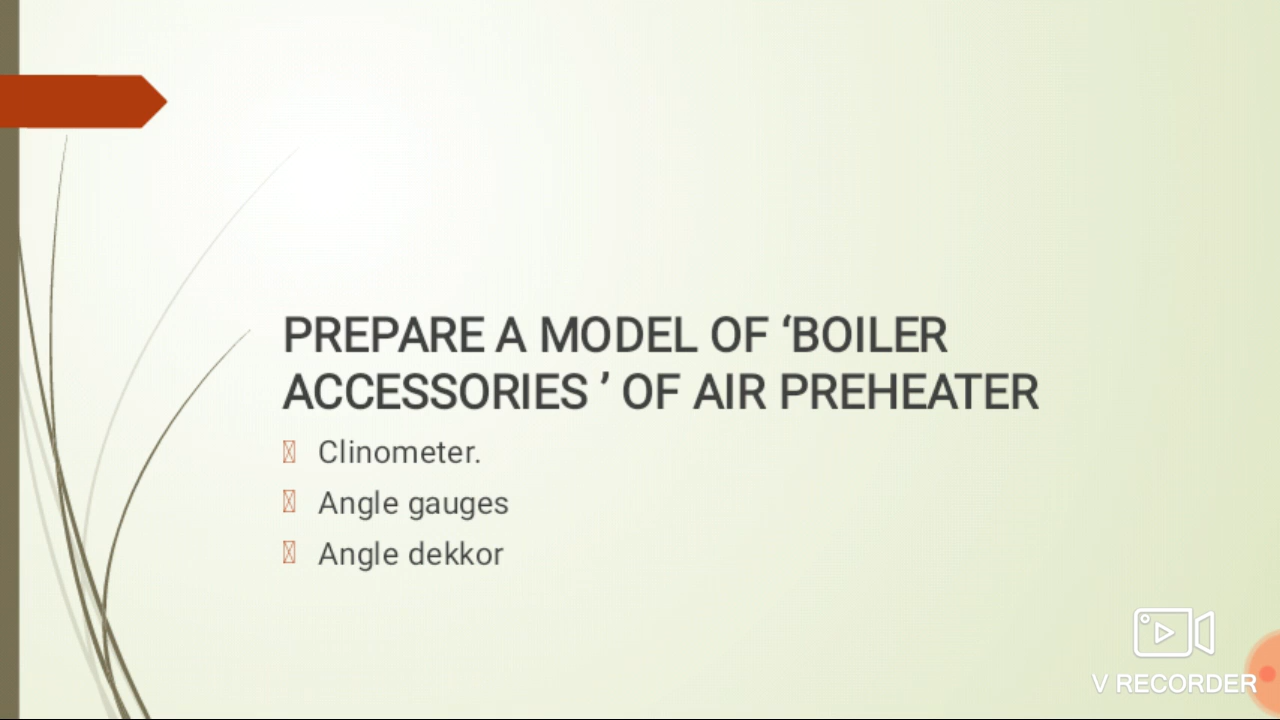 PREPARE A MODEL OF ‘BOILER
ACCESSORIES ’ OF AIR PREHEATER
Clinometer.
Angle gauges
Angle dekkor
V RECORDER